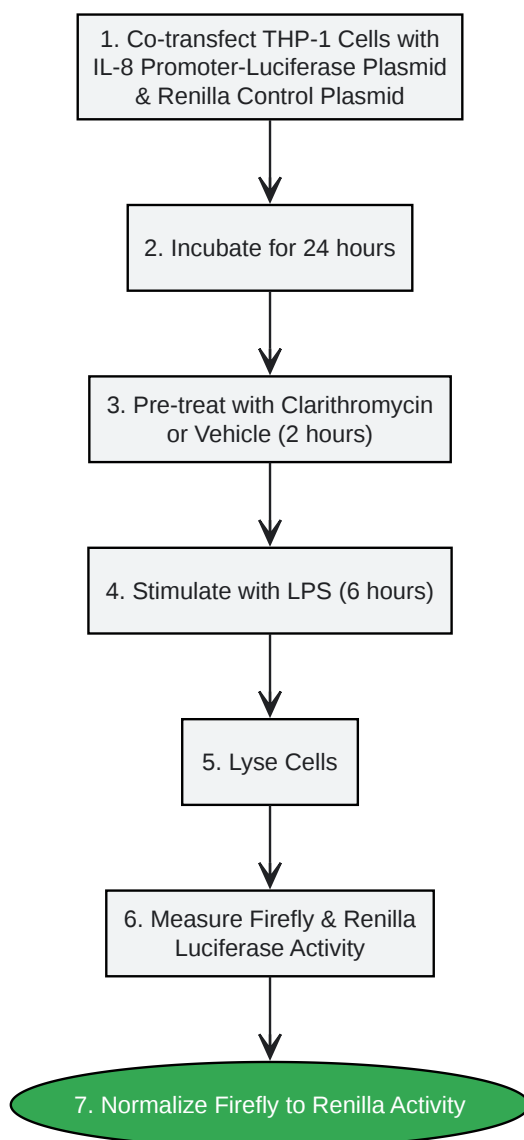 1. Co-transfect THP-1 Cells with
IL-8 Promoter-Luciferase Plasmid
& Renilla Control Plasmid
2. Incubate for 24 hours
3. Pre-treat with Clarithromycin
or Vehicle (2 hours)
4. Stimulate with LPS (6 hours)
5. Lyse Cells
6. Measure Firefly & Renilla
Luciferase Activity
7. Normalize Firefly to Renilla Activity